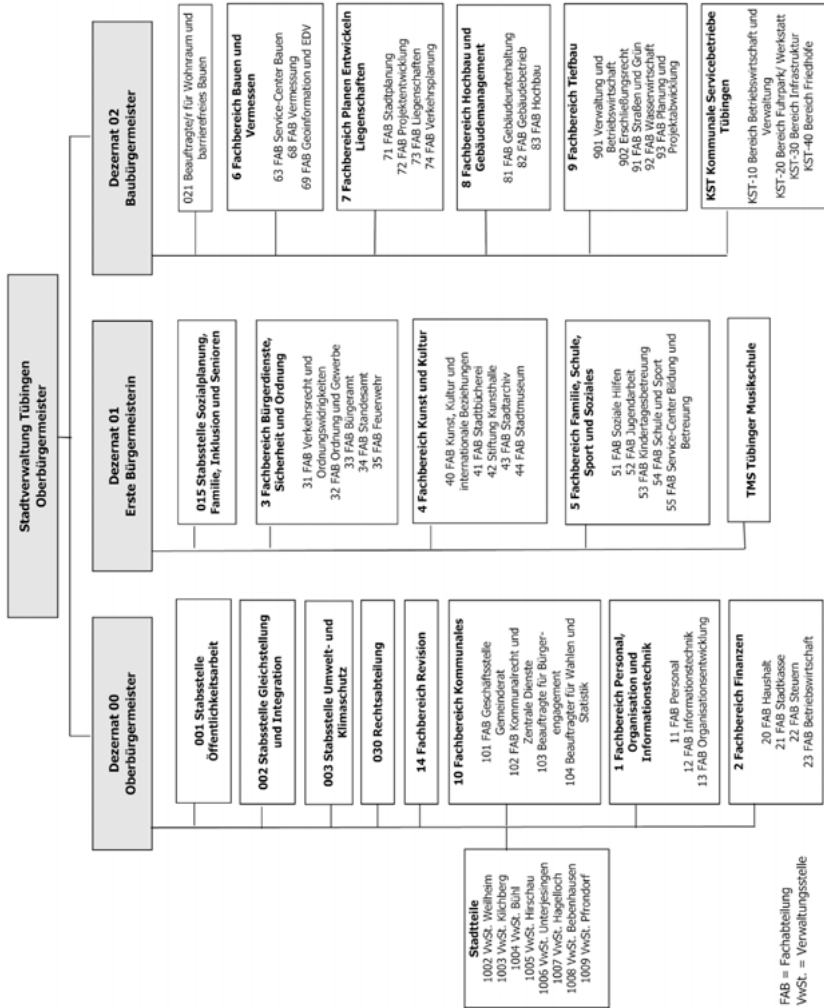 Stadtverwaltung Tübingen
Oberbürgermeister
Dezernat 00
Oberbürgermeister
001 Stabsstelle
Öffentlichkeitsarbeit
002 Stabsstelle Gleichstellung
und Integration
003 Stabsstelle Umwelt- und
Klimaschutz
030 Rechtsabteilung
14 Fachbereich Revision
10 Fachbereich Kommunales
101 FAB Geschäftsstelle
Gemeinderat
102 FAB Kommunalrecht und
Zentrale Dienste
103 Beauftragte für Bürger-
engagement
104 Beauftragter für Wahlen und
Statistik
Stadtteile
1002 VwSt. Weilheim
1003 VwSt. Kilchberg
1004 VwSt. Bühl
1005 VwSt. Hirschau
1006 VwSt. Unterjesingen
1007 VwSt. Hagelloch
1008 VwSt. Bebenhausen
1009 VwSt. Pfrondorf
1 Fachbereich Personal,
Organisation und
Informationstechnik
11 FAB Personal
12 FAB Informationstechnik
13 FAB Organisationsentwicklung
2 Fachbereich Finanzen
20 FAB Haushalt
21 FAB Stadtkasse
22 FAB Steuern
23 FAB Betriebswirtschaft
Dezernat 01
Erste Bürgermeisterin
015 Stabsstelle Sozialplanung,
Familie, Inklusion und Senioren
3 Fachbereich Bürgerdienste,
Sicherheit und Ordnung
31 FAB Verkehrsrecht und
Ordnungswidrigkeiten
32 FAB Ordnung und Gewerbe
33 FAB Bürgeramt
34 FAB Standesamt
35 FAB Feuerwehr
4 Fachbereich Kunst und Kultur
40 FAB Kunst, Kultur und
internationale Beziehungen
41 FAB Stadtbücherei
42 Stiftung Kunsthalle
43 FAB Stadtarchiv
44 FAB Stadtmuseum
5 Fachbereich Familie, Schule,
Sport und Soziales
51 FAB Soziale Hilfen
52 FAB Jugendarbeit
53 FAB Kindertagesbetreuung
54 FAB Schule und Sport
55 FAB Service-Center Bildung und
Betreuung
TMS Tübinger Musikschule
Dezernat 02
Baubürgermeister
021 Beauftragte/r für Wohnraum und
barrierefreies Bauen
6 Fachbereich Bauen und
Vermessen
63 FAB Service-Center Bauen
68 FAB Vermessung
69 FAB Geoinformation und EDV
7 Fachbereich Planen Entwickeln
Liegenschaften
71 FAB Stadtplanung
72 FAB Projektentwicklung
73 FAB Liegenschaften
74 FAB Verkehrsplanung
8 Fachbereich Hochbau und
Gebäudemanagement
81 FAB Gebäudeunterhaltung
82 FAB Gebäudebetrieb
83 FAB Hochbau
9 Fachbereich Tiefbau
901 Verwaltung und
Betriebswirtschaft
902 Erschließungsrecht
91 FAB Straßen und Grün
92 FAB Wasserwirtschaft
93 FAB Planung und
Projektabwicklung
KST Kommunale Servicebetriebe
Tübingen
KST-10 Bereich Betriebswirtschaft und
Verwaltung
KST-20 Bereich Fuhrpark/ Werkstatt
KST-30 Bereich Infrastruktur
KST-40 Bereich Friedhöfe
FAB = Fachabteilung
VwSt. = Verwaltungsstelle